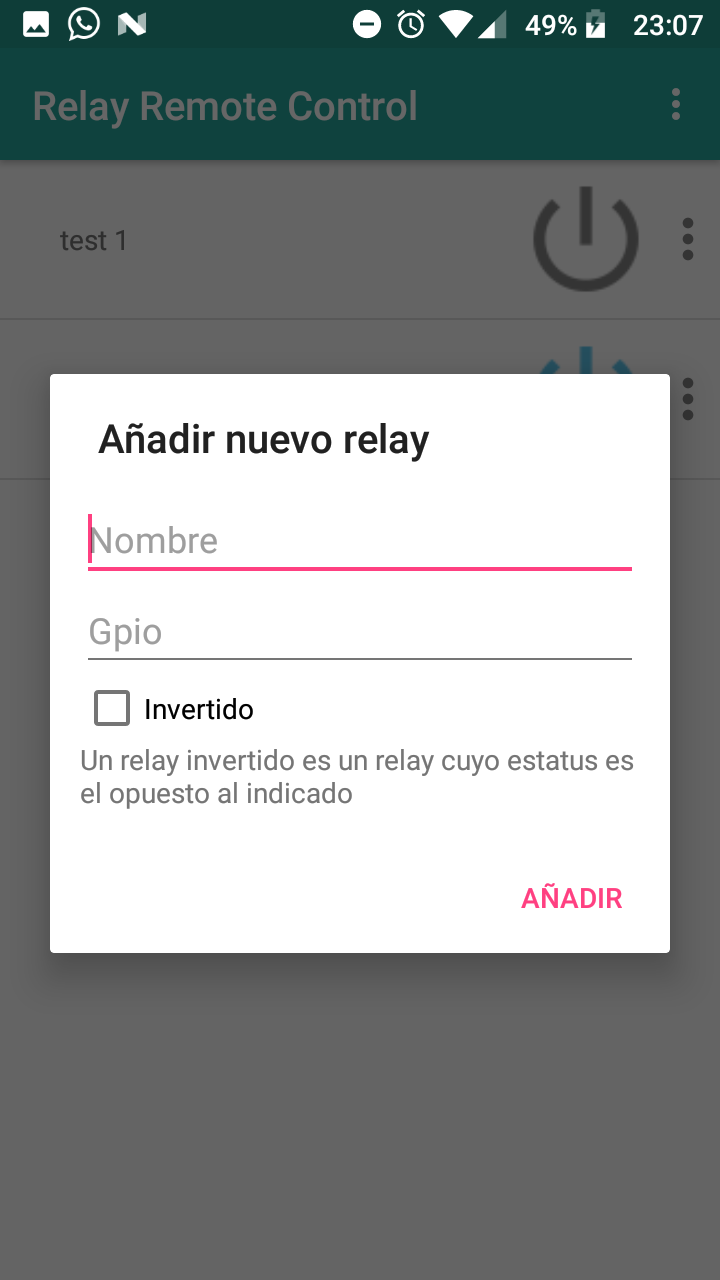 49% 23:07
Relay Remote Control
test 1
Añadir nuevo relay
Nombre
Gpio
Invertido
Un relay invertido es un relay cuyo estatus es
el opuesto al indicado
AÑADIR